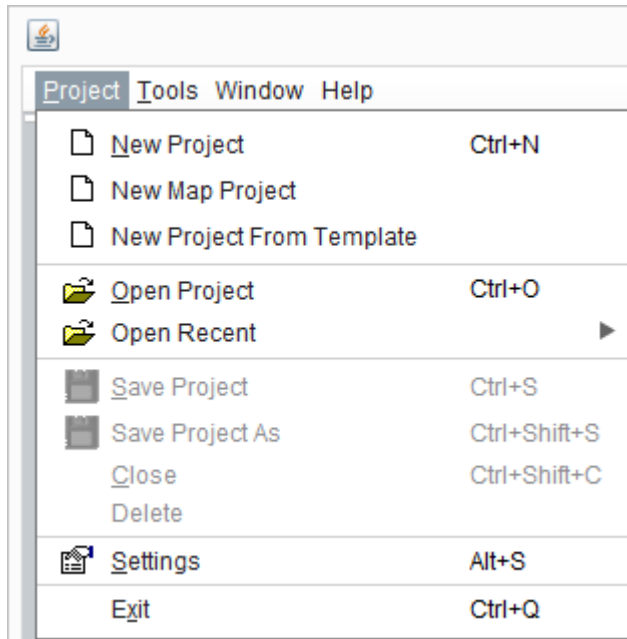 Project Tools Window Help
New Project Ctrl+N
New Map Project
New Project From Template
Open Project Ctrl+O
Open Recent
Save Project Ctrl+S
Save Project As Ctrl+Shift+S
Close Ctrl+Shift+C
Delete
Settings Alt+S
Exit Ctrl+Q